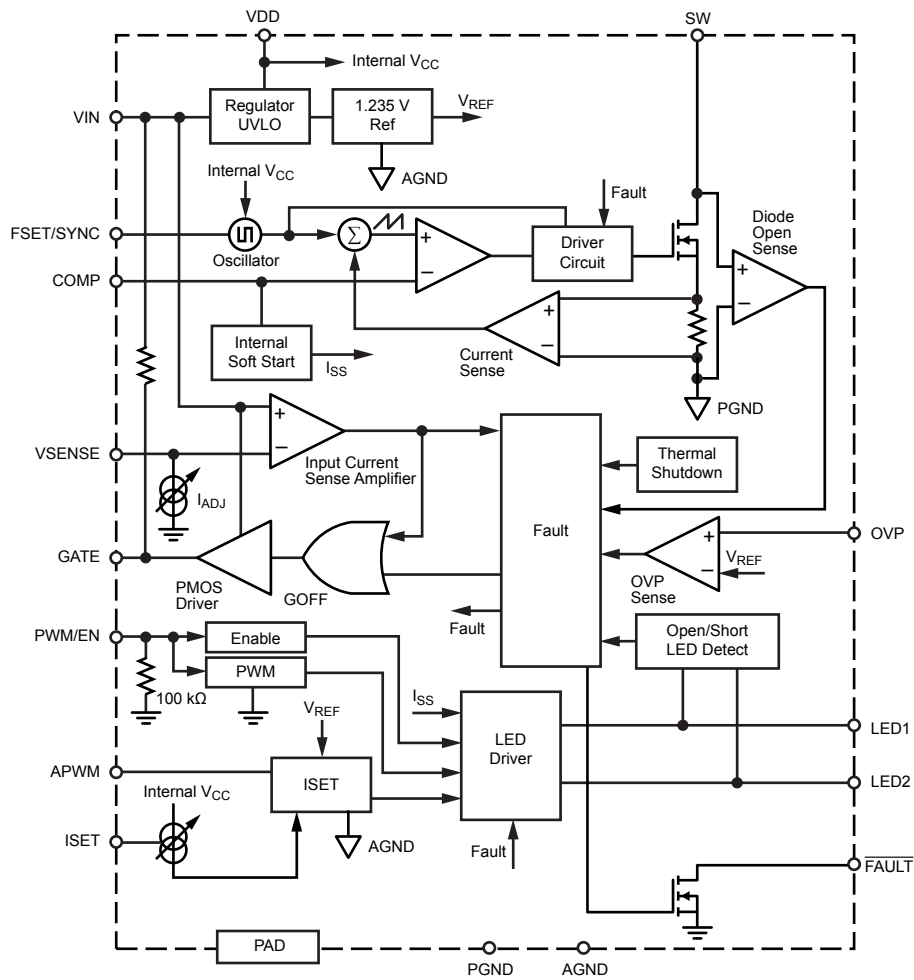 VDD
SW
Internal VCC
VIN
Regulator
UVLO
1.235 V
Ref
VREF
AGND
Internal VCC
Fault
FSET/SYNC
Oscillator
Σ
+
−
Driver
Circuit
Diode
Open
Sense
+
−
COMP
Internal
Soft Start
ISS
Current
Sense
+
−
PGND
+
−
VSENSE
Input Current
Sense Amplifier
IADJ
Thermal
Shutdown
Fault
GATE
PMOS
Driver
GOFF
+
−
VREF
OVP
Sense
OVP
Fault
PWM/EN
Enable
PWM
100 kΩ
Open/Short
LED Detect
VREF
ISS
LED
Driver
LED1
LED2
APWM
ISET
Internal VCC
AGND
ISET
Fault
FAULT
PAD
PGND
AGND